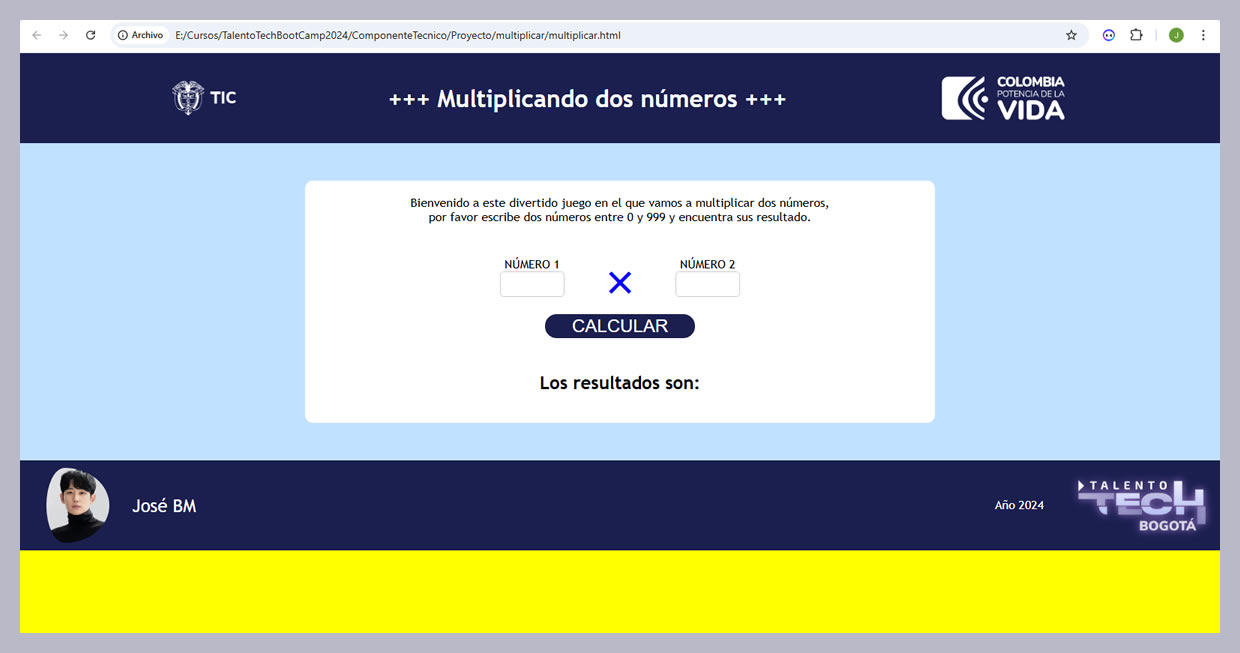 Archivo
E:/Cursos/TalentoTechBootCamp2024/ComponenteTecnico/Proyecto/multiplicar/multiplicar.html
J
TIC
+++ Multiplicando dos números +++
COLOMBIA
POTENCIA DE LA
VIDA
Bienvenido a este divertido juego en el que vamos a multiplicar dos números,
por favor escribe dos números entre 0 y 999 y encuentra sus resultado.
NÚMERO 1
NÚMERO 2
CALCULAR
Los resultados son:
José BM
Año 2024
TALENTO
TECH
BOGOTÁ